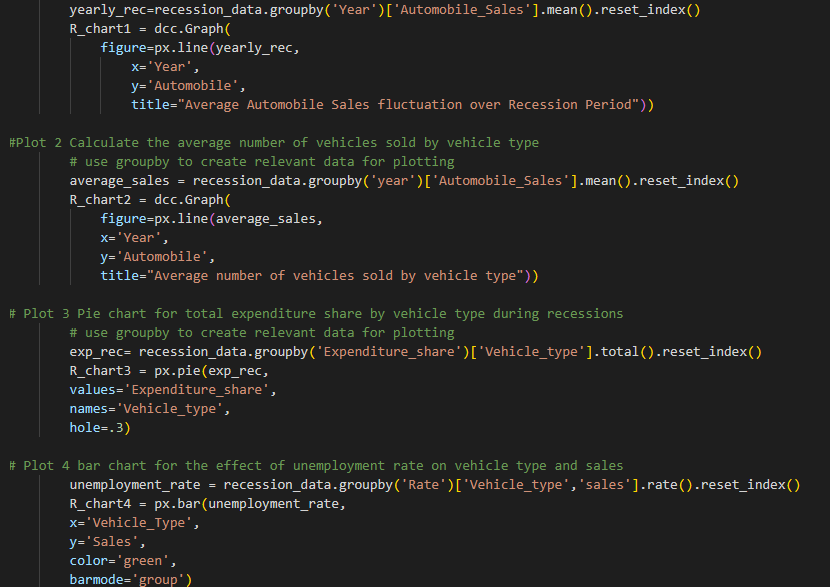 yearly_rec=recession_data.groupby('Year')['Automobile_Sales'].mean().reset_index()
R_chart1 = dcc.Graph(
figure=px.line(yearly_rec,
x='Year',
y='Automobile',
title="Average Automobile Sales fluctuation over Recession Period"))
#Plot 2 Calculate the average number of vehicles sold by vehicle type
# use groupby to create relevant data for plotting
average_sales = recession_data.groupby('year')['Automobile_Sales'].mean().reset_index()
R_chart2 = dcc.Graph(
figure=px.line(average_sales,
x='Year',
y='Automobile',
title="Average number of vehicles sold by vehicle type"))
# Plot 3 Pie chart for total expenditure share by vehicle type during recessions
# use groupby to create relevant data for plotting
exp_rec= recession_data.groupby('Expenditure_share')['Vehicle_type'].total().reset_index()
R_chart3 = px.pie(exp_rec,
values='Expenditure_share',
names='Vehicle_type',
hole=.3)
# Plot 4 bar chart for the effect of unemployment rate on vehicle type and sales
unemployment_rate = recession_data.groupby('Rate')['Vehicle_type','sales'].rate().reset_index()
R_chart4 = px.bar(unemployment_rate,
x='Vehicle_Type',
y='Sales',
color='green',
barmode='group')